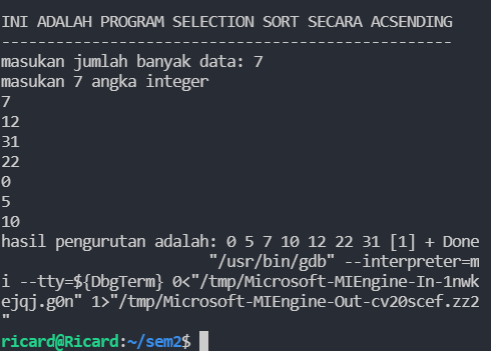 INI ADALAH PROGRAM SELECTION SORT SECARA ACSENDING
--------------------------------------------------
masukan jumlah banyak data: 7
masukan 7 angka integer
7
12
31
22
0
5
10
hasil pengurutan adalah: 0 5 7 10 12 22 31 [1] + Done
"/usr/bin/gdb" --interpreter=m
i --tty=${DbgTerm} 0<"/tmp/Microsoft-MIEngine-In-1nwk
ejqj.g0n" 1>"/tmp/Microsoft-MIEngine-Out-cv20scef.zz2
"
ricard@Ricard:~/sem2$